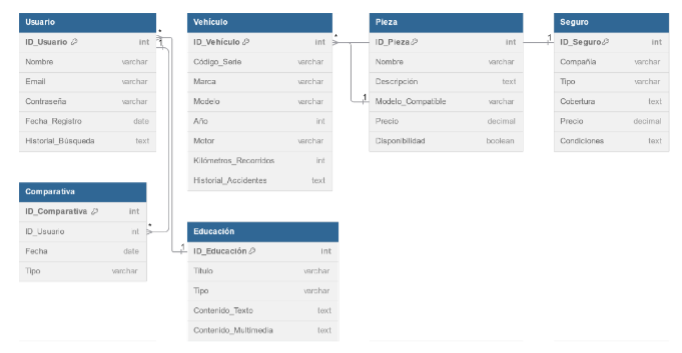 Usuario
ID_Usuario int
Nombre varchar
Email varchar
Contraseña varchar
Fecha_Registro date
Historial_Búsqueda text
Vehículo
ID_Vehículo int
Código_Serie varchar
Marca varchar
Modelo varchar
Año int
Motor varchar
Kilómetros_Recorridos int
Historial_Accidentes text
Pieza
ID_Pieza int
Nombre varchar
Descripción text
Modelo_Compatible varchar
Precio decimal
Disponibilidad boolean
Seguro
ID_Seguro int
Compañía varchar
Tipo varchar
Cobertura text
Precio decimal
Condiciones text
Comparativa
ID_Comparativa int
ID_Usuario int
Fecha date
Tipo varchar
Educación
ID_Educación int
Título varchar
Tipo varchar
Contenido_Texto text
Contenido_Multimedia text
*
1
*
1
1
*
1